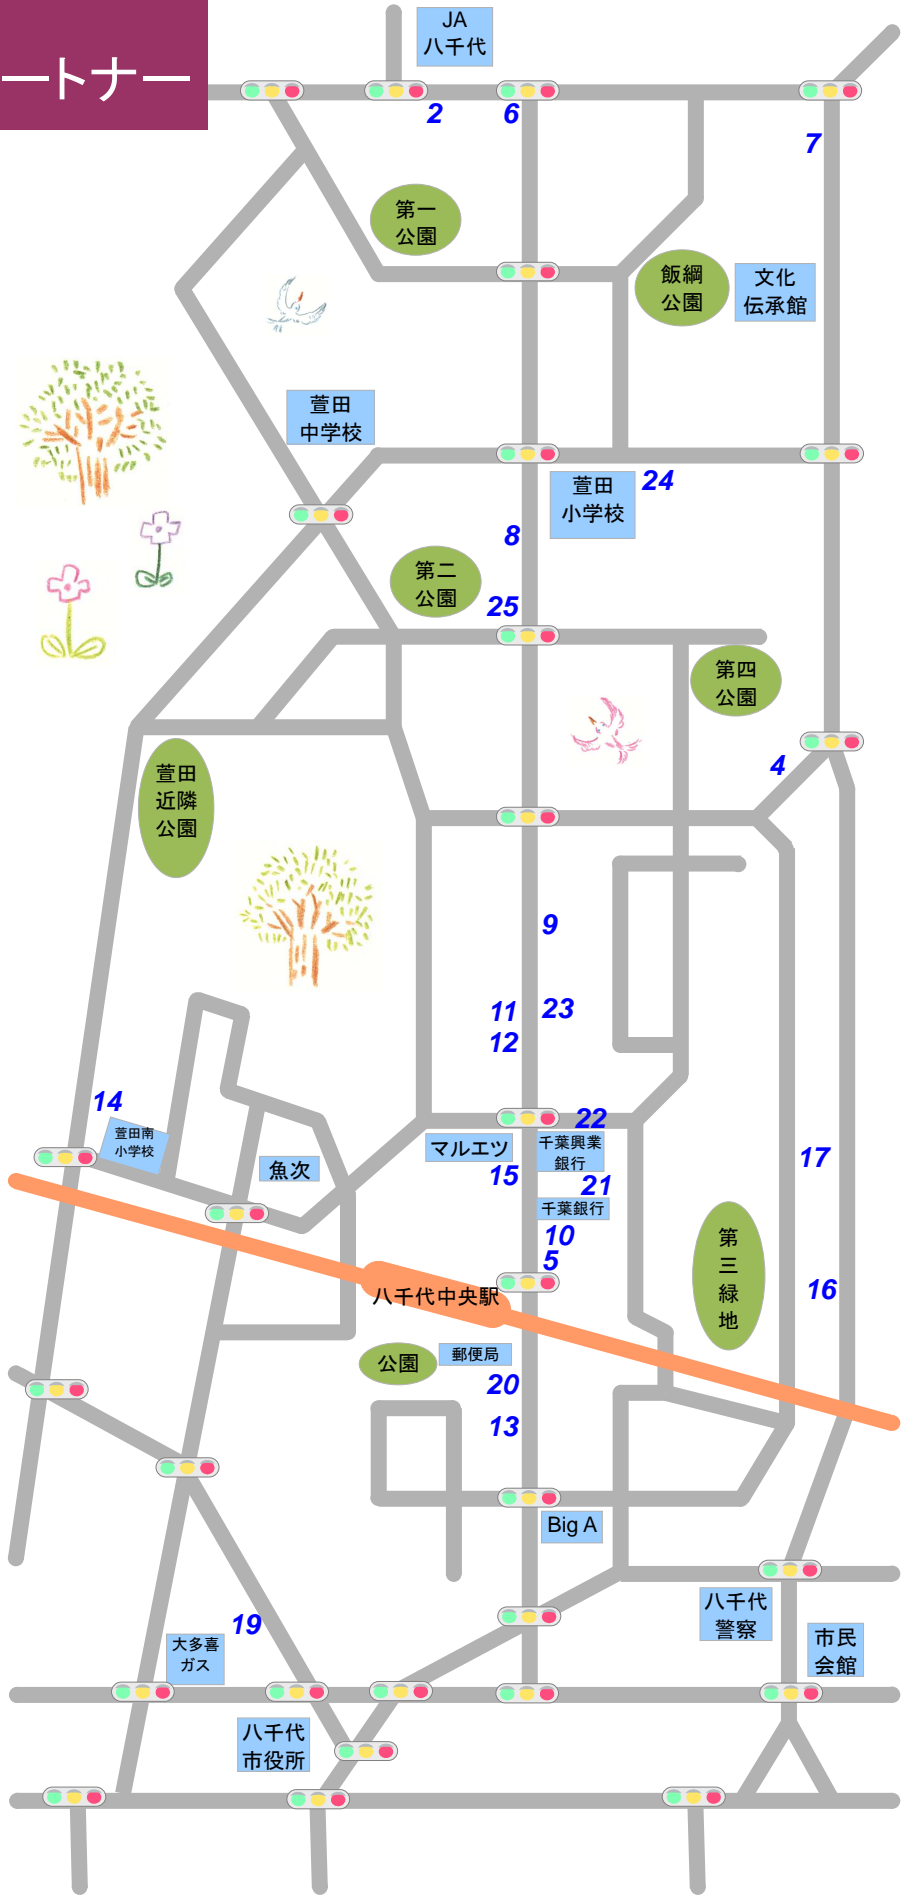 ートナー
JA
八千代
2
6
7
第一
公園
飯綱
公園
文化
伝承館
萱田
中学校
萱田
小学校
24
8
第二
公園
25
第四
公園
4
萱田
近隣
公園
9
11
23
12
14
萱田南
小学校
22
マルエツ
千葉興業
銀行
魚次
15
17
21
千葉銀行
10
5
第
三
緑
地
16
八千代中央駅
公園
郵便局
20
13
Big A
八千代
警察
19
大多喜
ガス
市民
会館
八千代
市役所